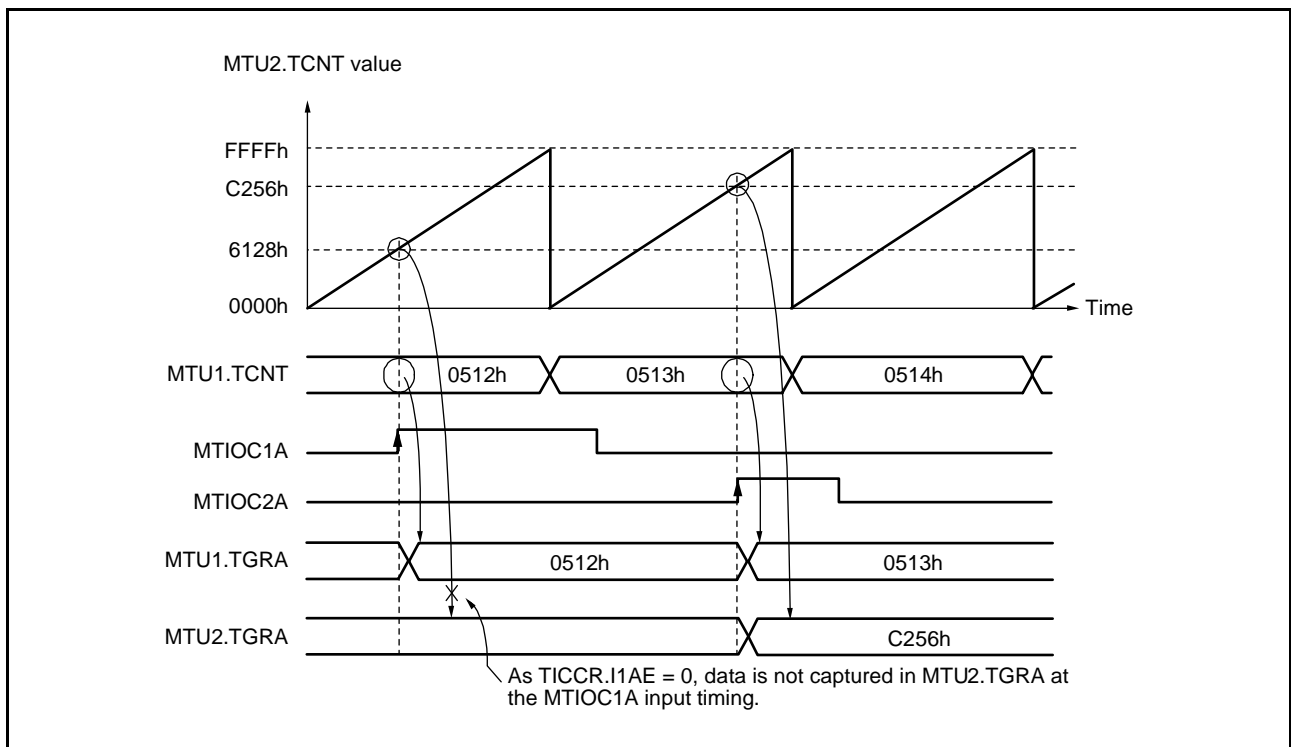 MTU2.TCNT value
FFFFh
C256h
6128h
0000h
Time
MTU1.TCNT
0512h
0513h
0514h
MTIOC1A
MTIOC2A
MTU1.TGRA
0512h
0513h
MTU2.TGRA
C256h
As TICCR.I1AE = 0, data is not captured in MTU2.TGRA at
the MTIOC1A input timing.